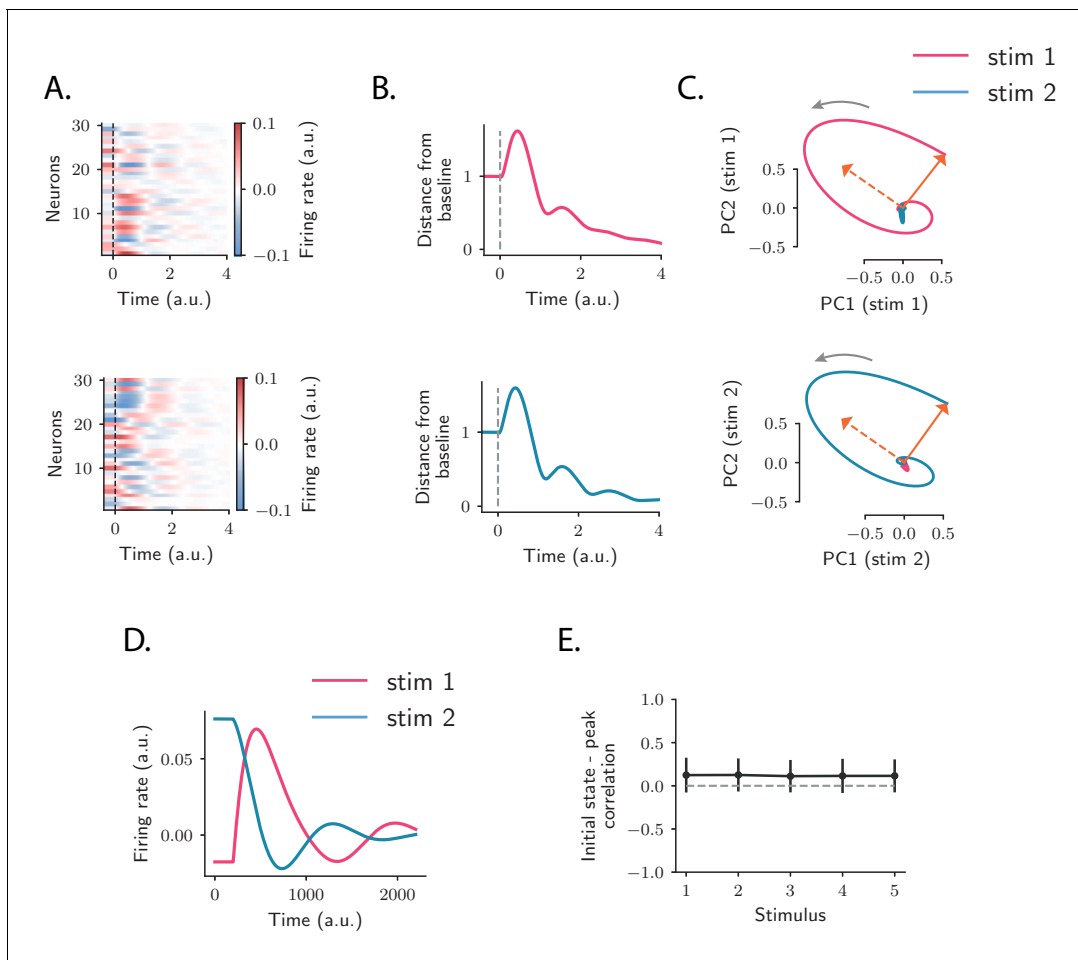 stim 1
stim 2
A.
B.
C.
Neurons
30
20
10
0
2
4
Time (a.u.)
0.1
0.0
−0.1
Firing rate (a.u.)
Distance from
baseline
1
0
0
2
4
Time (a.u.)
PC2 (stim 1)
0.5
0.0
−0.5
−0.5
0.0
0.5
PC1 (stim 1)
Neurons
30
20
10
0
2
4
Time (a.u.)
0.1
0.0
−0.1
Firing rate (a.u.)
Distance from
baseline
1
0
0
2
4
Time (a.u.)
PC2 (stim 2)
0.5
0.0
−0.5
−0.5
0.0
0.5
PC1 (stim 2)
D.
stim 1
stim 2
Firing rate (a.u.)
0.05
0.00
0
1000
2000
Time (a.u.)
E.
Initial state - peak
correlation
1.0
0.5
0.0
−0.5
−1.0
1
2
3
4
5
Stimulus